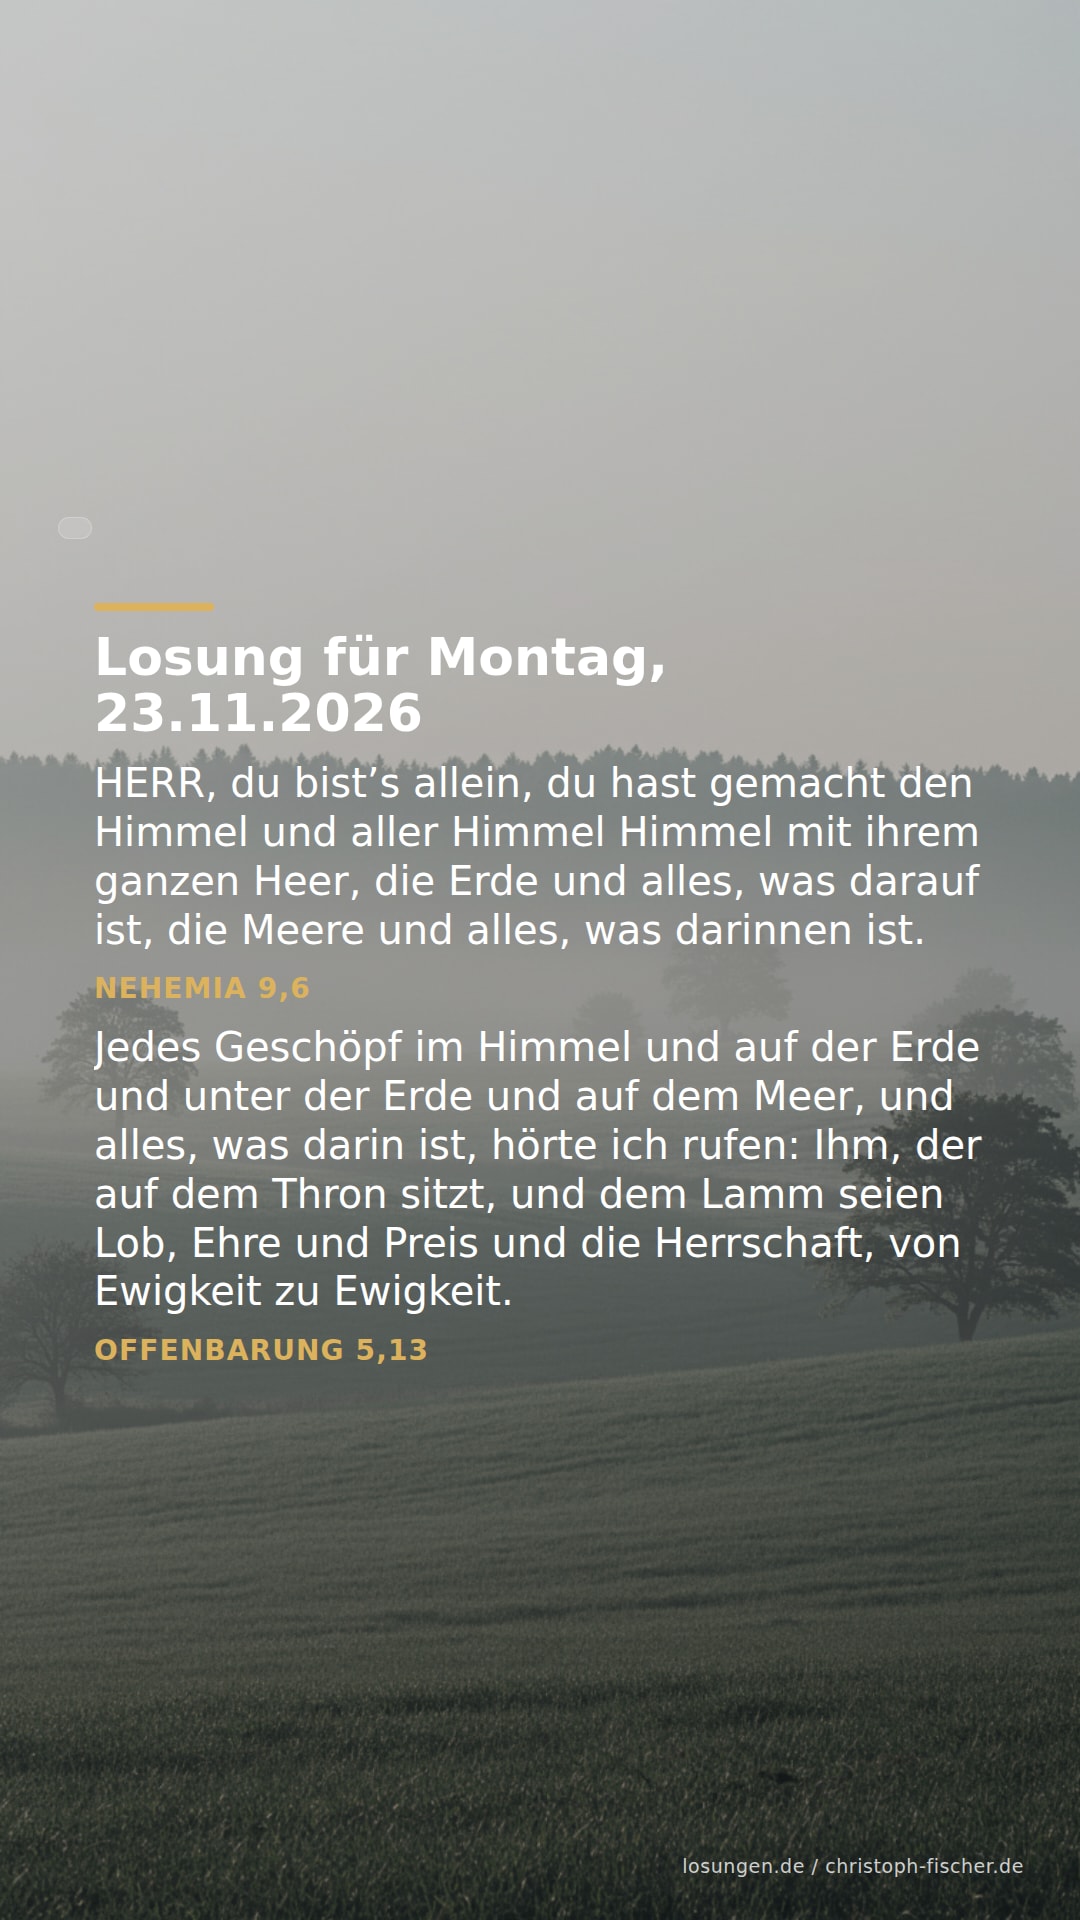 Losung für Montag,
23.11.2026
HERR, du bist’s allein, du hast gemacht den
Himmel und aller Himmel Himmel mit ihrem
ganzen Heer, die Erde und alles, was darauf
ist, die Meere und alles, was darinnen ist.
NEHEMIA 9,6
Jedes Geschöpf im Himmel und auf der Erde
und unter der Erde und auf dem Meer, und
alles, was darin ist, hörte ich rufen: Ihm, der
auf dem Thron sitzt, und dem Lamm seien
Lob, Ehre und Preis und die Herrschaft, von
Ewigkeit zu Ewigkeit.
OFFENBARUNG 5,13
losungen.de / christoph-fischer.de